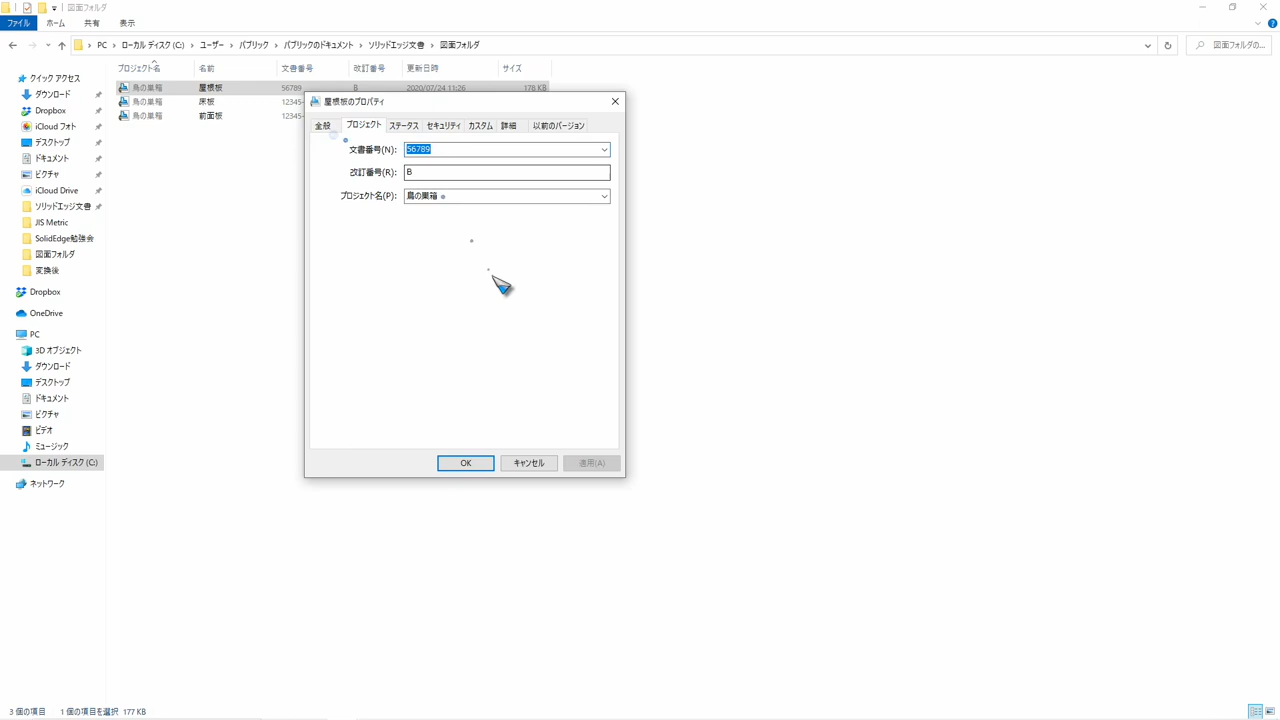 図面フォルダ
ファイル ホーム 共有 表示
PC ローカル ディスク (C:) ユーザー パブリック パブリックのドキュメント ソリッドエッジ文書 図面フォルダ 図面フォルダの...
プロジェクト名 名前 文書番号 改訂番号 更新日時 サイズ
鳥の巣箱 屋根板 56789 B 2020/07/24 11:26 178 KB
鳥の巣箱 床板 12345-
鳥の巣箱 前面板 12345-
クイック アクセス
ダウンロード
Dropbox
iCloud フォト
デスクトップ
ドキュメント
ピクチャ
iCloud Drive
ソリッドエッジ文書
JIS Metric
SolidEdge勉強会
図面フォルダ
変換後
Dropbox
OneDrive
PC
3D オブジェクト
ダウンロード
デスクトップ
ドキュメント
ピクチャ
ビデオ
ミュージック
ローカル ディスク (C:)
ネットワーク
屋根板のプロパティ
全般 プロジェクト ステータス セキュリティ カスタム 詳細 以前のバージョン
文書番号(N): 56789
改訂番号(R): B
プロジェクト名(P): 鳥の巣箱
OK キャンセル 適用(A)
3 個の項目 1 個の項目を選択 177 KB